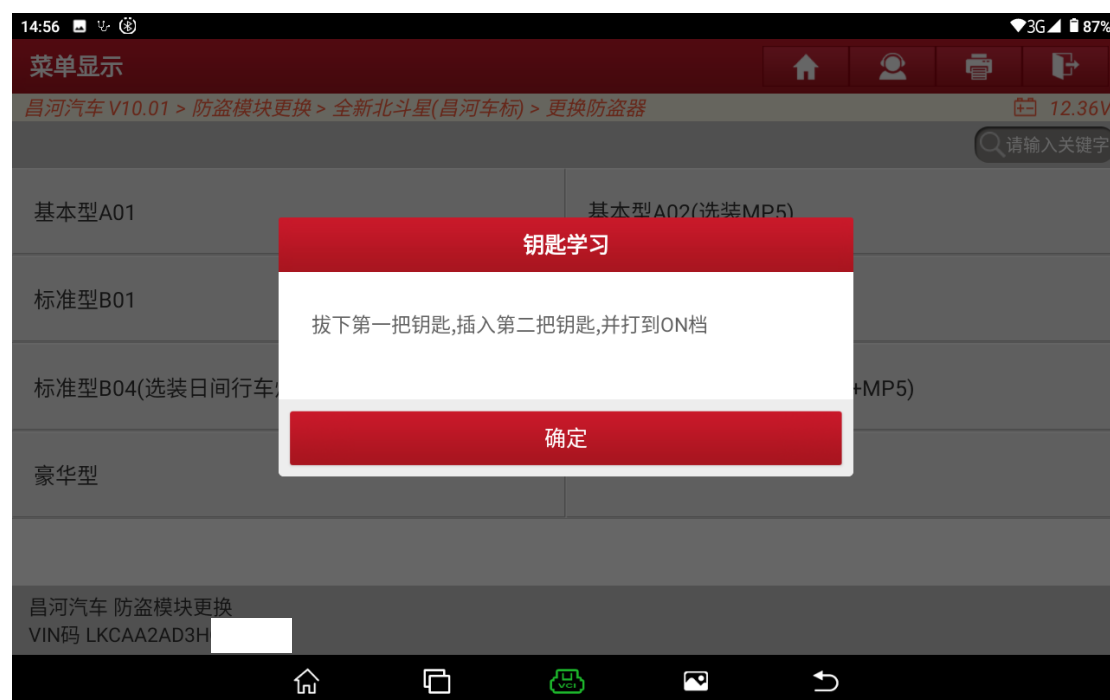 14:56 3G 87%
菜单显示
昌河汽车 V10.01 > 防盗模块更换 > 全新北斗星(昌河车标) > 更换防盗器 12.36V
请输入关键字
基本型A01 基本型A02(选装MP5)
钥匙学习
标准型B01
拔下第一把钥匙,插入第二把钥匙,并打到ON档
标准型B04(选装日间行车 +MP5)
确定
豪华型
昌河汽车 防盗模块更换
VIN码 LKCAA2AD3H
VCI